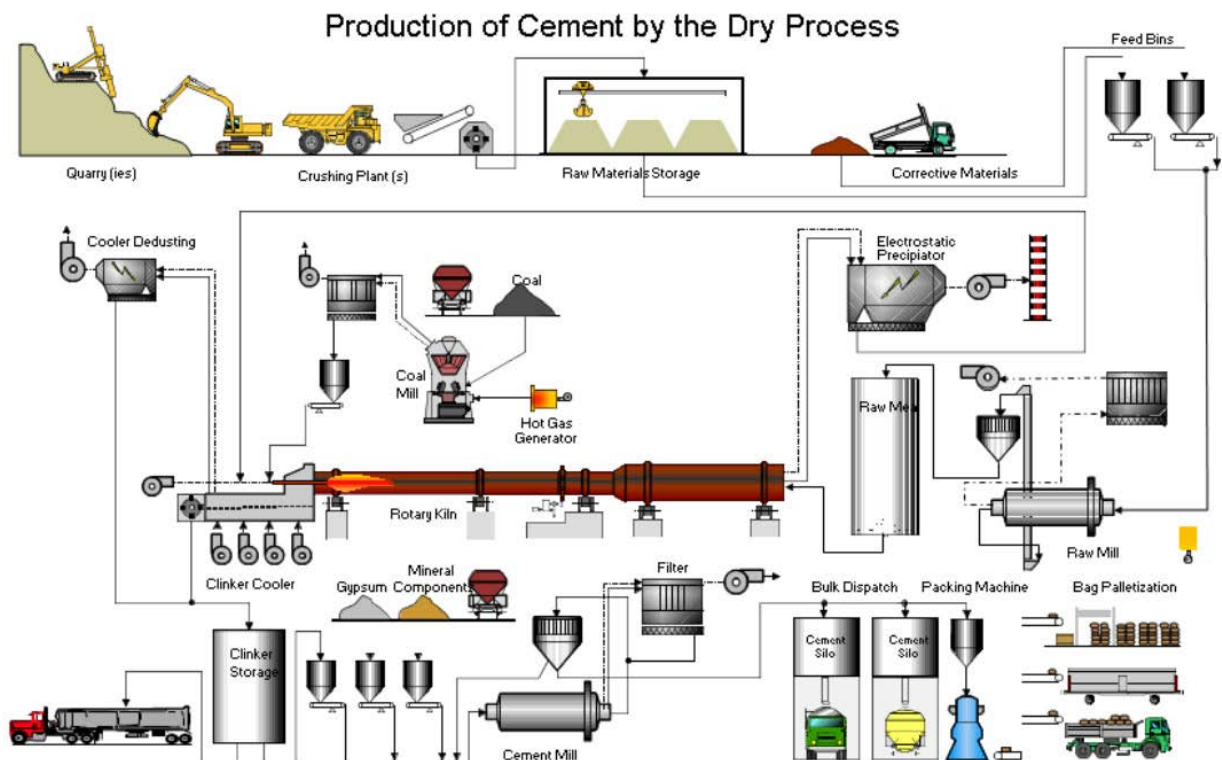 Production of Cement by the Dry Process
Feed Bins
Quarry (ies)
Crushing Plant (s)
Raw Materials Storage
Corrective Materials
Cooler Dedusting
Coal
Electrostatic
Precipiator
Coal
Mill
Hot Gas
Generator
Raw Mea
Rotary Kiln
Raw Mill
Clinker Cooler
Gypsum
Mineral
Components
Filter
Bulk Dispatch
Packing Machine
Bag Palletization
Clinker
Storage
Cement
Silo
Cement
Silo
Cement Mill